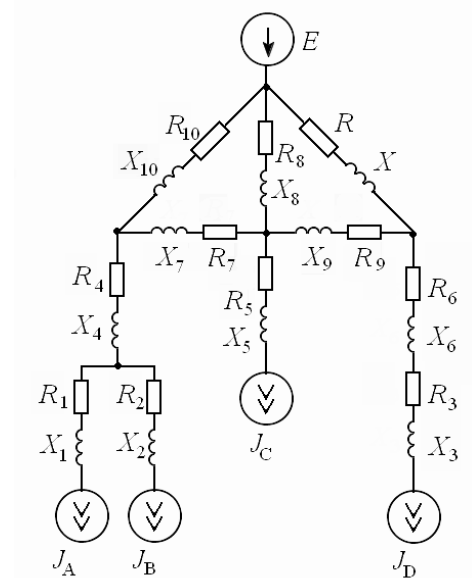 E
R10 R
R8
X10 X8 X
X7 R7 X9 R9
R4 R5 R6
X4 X5 X6
R1 R2 R3
JC
X1 X2 X3
JA JB JD